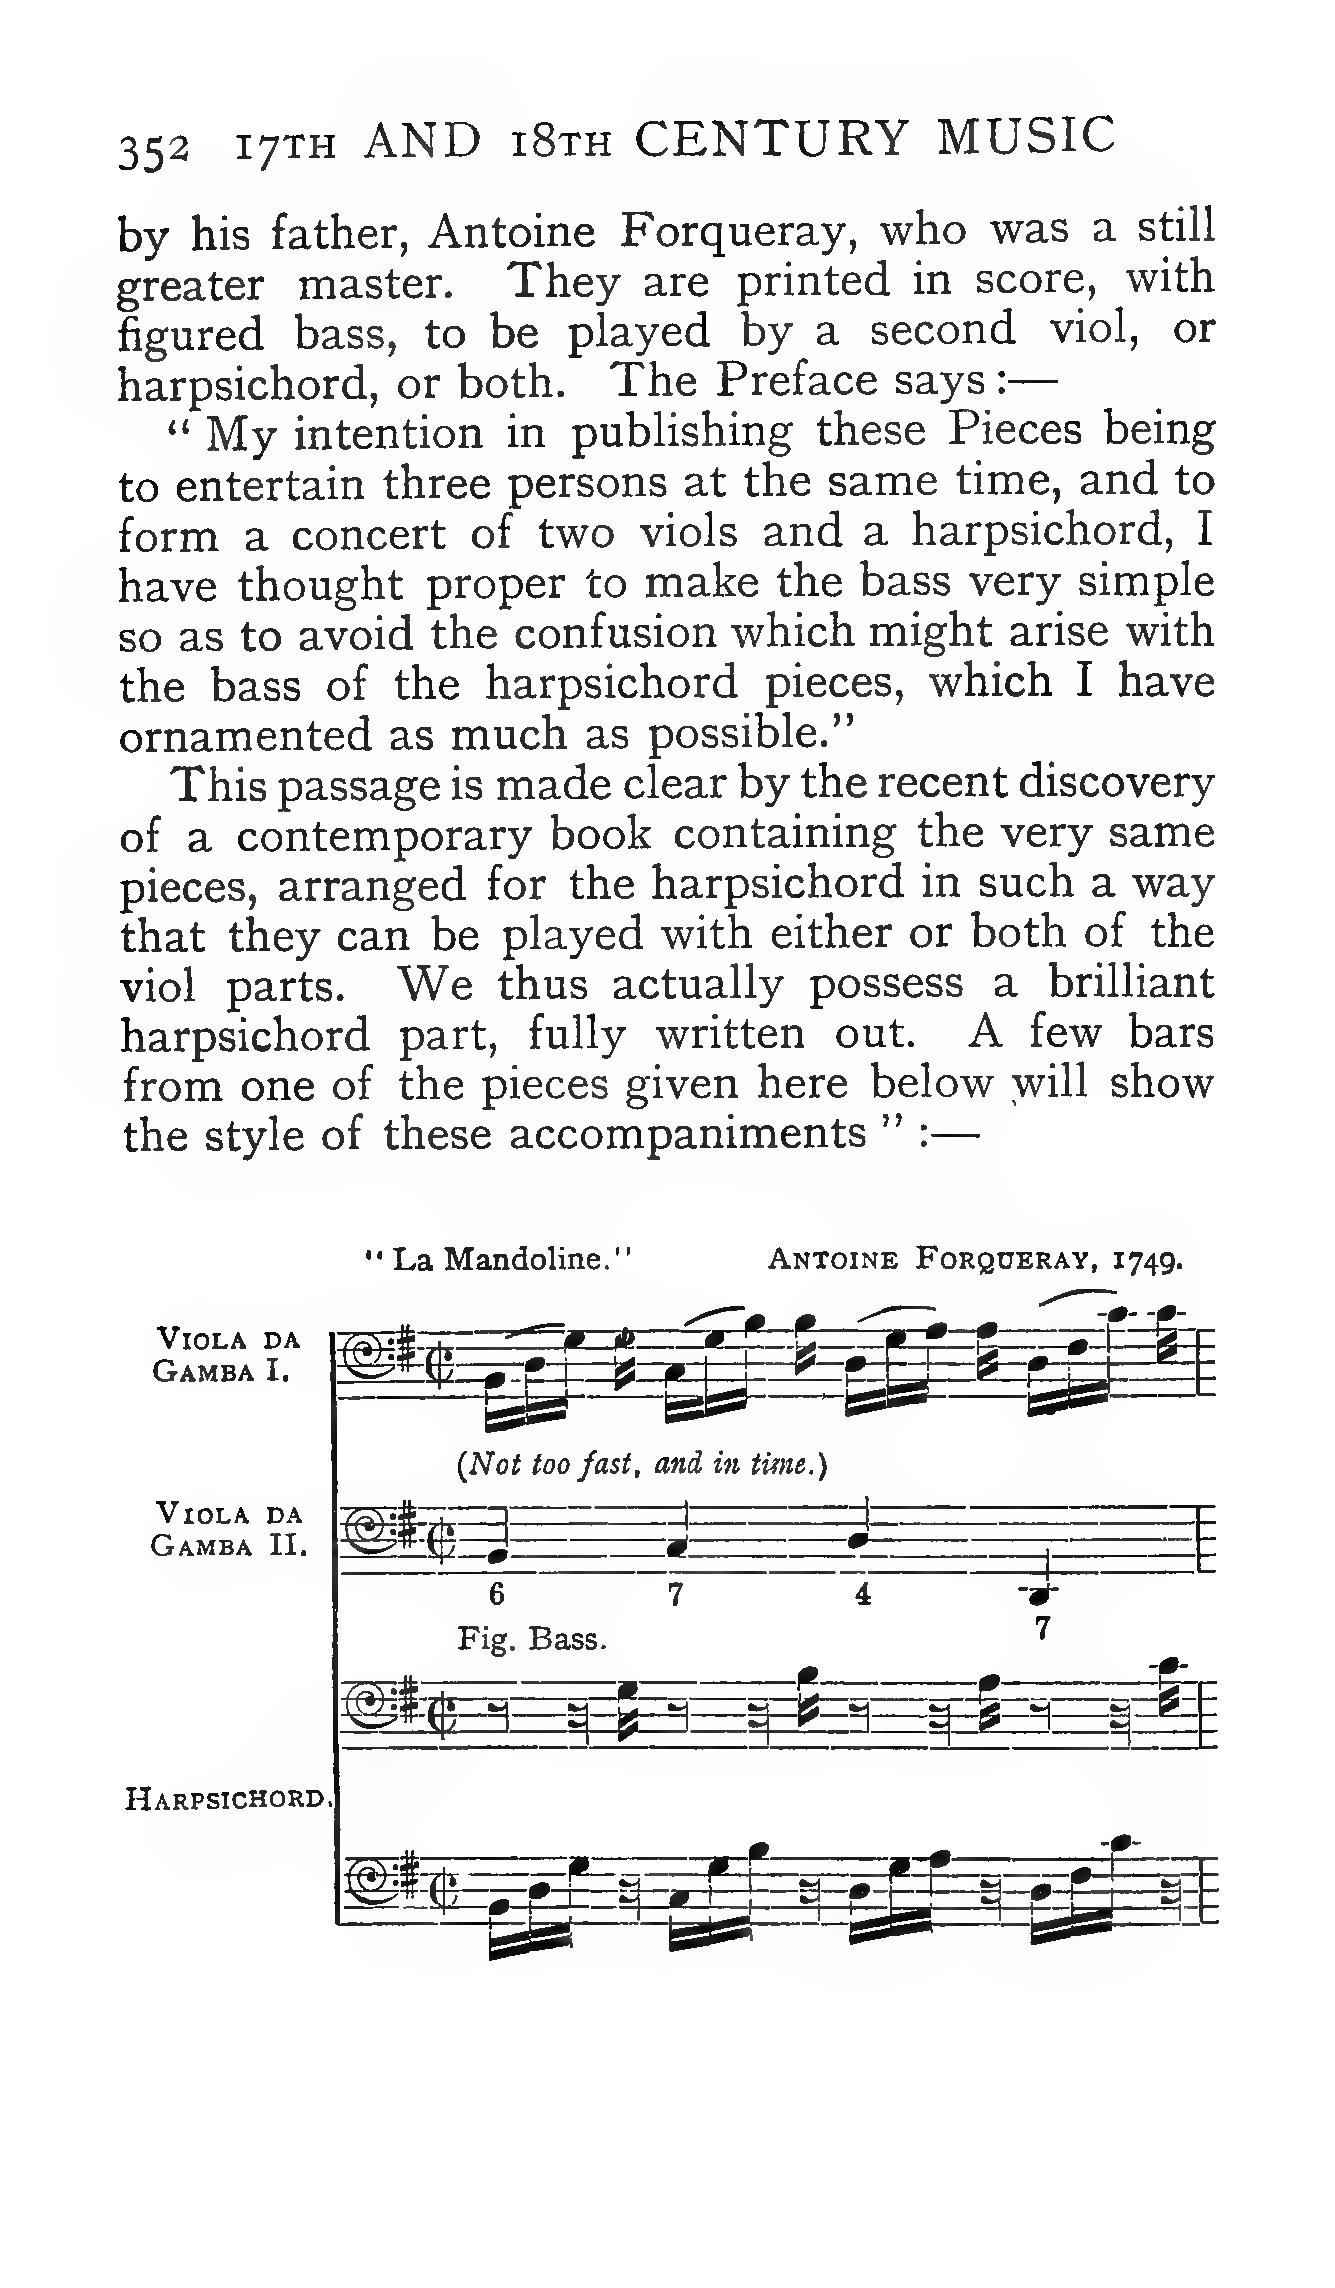 352 17TH AND 18TH CENTURY MUSIC
by his father, Antoine Forqueray, who was a still
greater master. They are printed in score, with
figured bass, to be played by a second viol, or
harpsichord, or both. The Preface says:—
“ My intention in publishing these Pieces being
to entertain three persons at the same time, and to
form a concert of two viols and a harpsichord, I
have thought proper to make the bass very simple
so as to avoid the confusion which might arise with
the bass of the harpsichord pieces, which I have
ornamented as much as possible.”
This passage is made clear by the recent discovery
of a contemporary book containing the very same
pieces, arranged for the harpsichord in such a way
that they can be played with either or both of the
viol parts. We thus actually possess a brilliant
harpsichord part, fully written out. A few bars
from one of the pieces given here below will show
the style of these accompaniments ” :—
“ La Mandoline.” ANTOINE FORQUERAY, 1749.
VIOLA DA
GAMBA I.
(Not too fast, and in time.)
VIOLA DA
GAMBA II.
6 7 4
7
Fig. Bass.
HARPSICHORD.